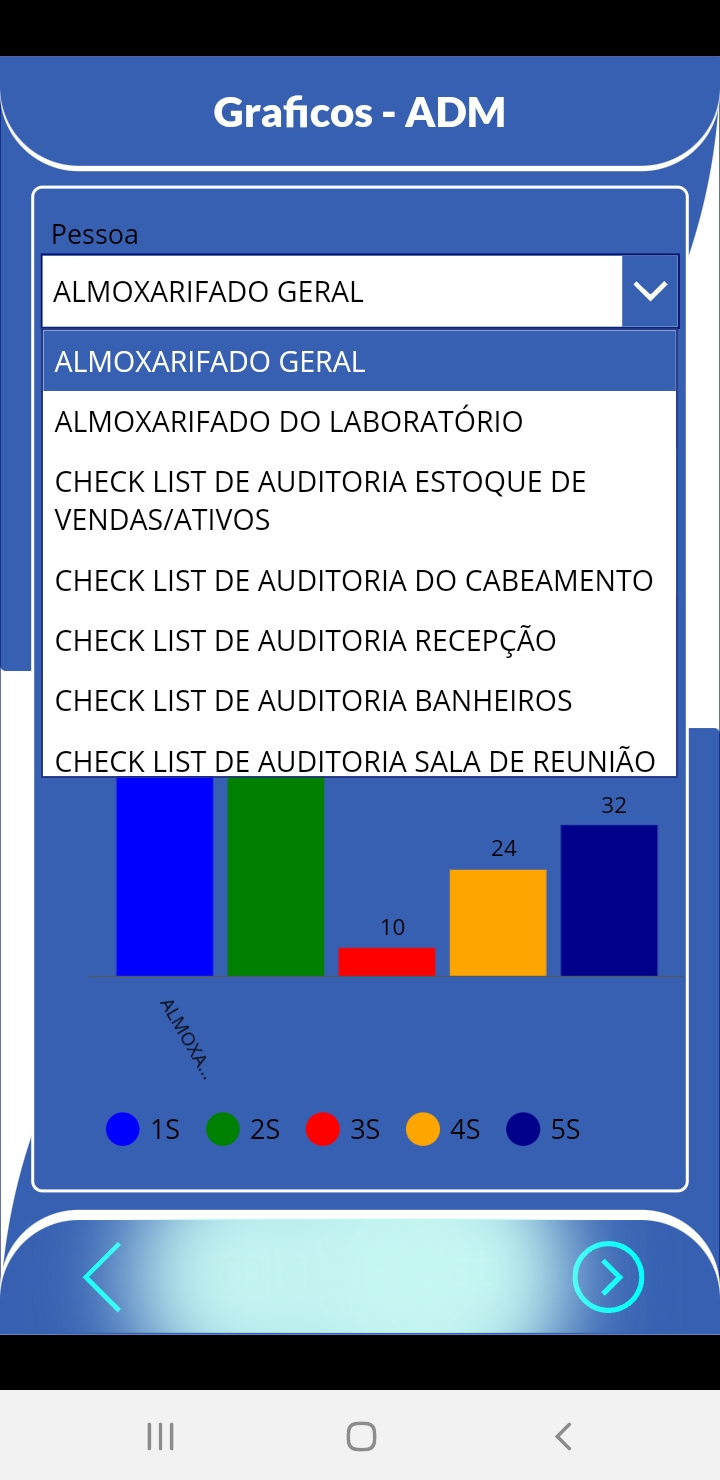 Graficos - ADM
Pessoa
ALMOXARIFADO GERAL
ALMOXARIFADO GERAL
ALMOXARIFADO DO LABORATÓRIO
CHECK LIST DE AUDITORIA ESTOQUE DE
VENDAS/ATIVOS
CHECK LIST DE AUDITORIA DO CABEAMENTO
CHECK LIST DE AUDITORIA RECEPÇÃO
CHECK LIST DE AUDITORIA BANHEIROS
CHECK LIST DE AUDITORIA SALA DE REUNIÃO
32
24
10
ALMOXA...
1S 2S 3S 4S 5S